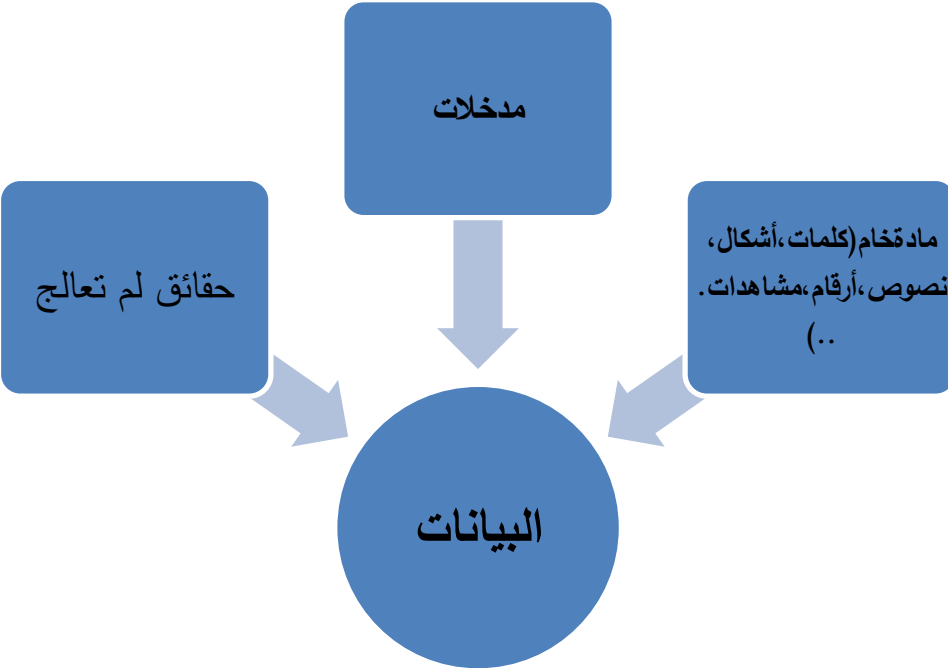 مدخلات
مادةخام(كلمات،أشكال،
نصوص،أرقام،مشاهدات.
..)
حقائق لم تعالج
البيانات